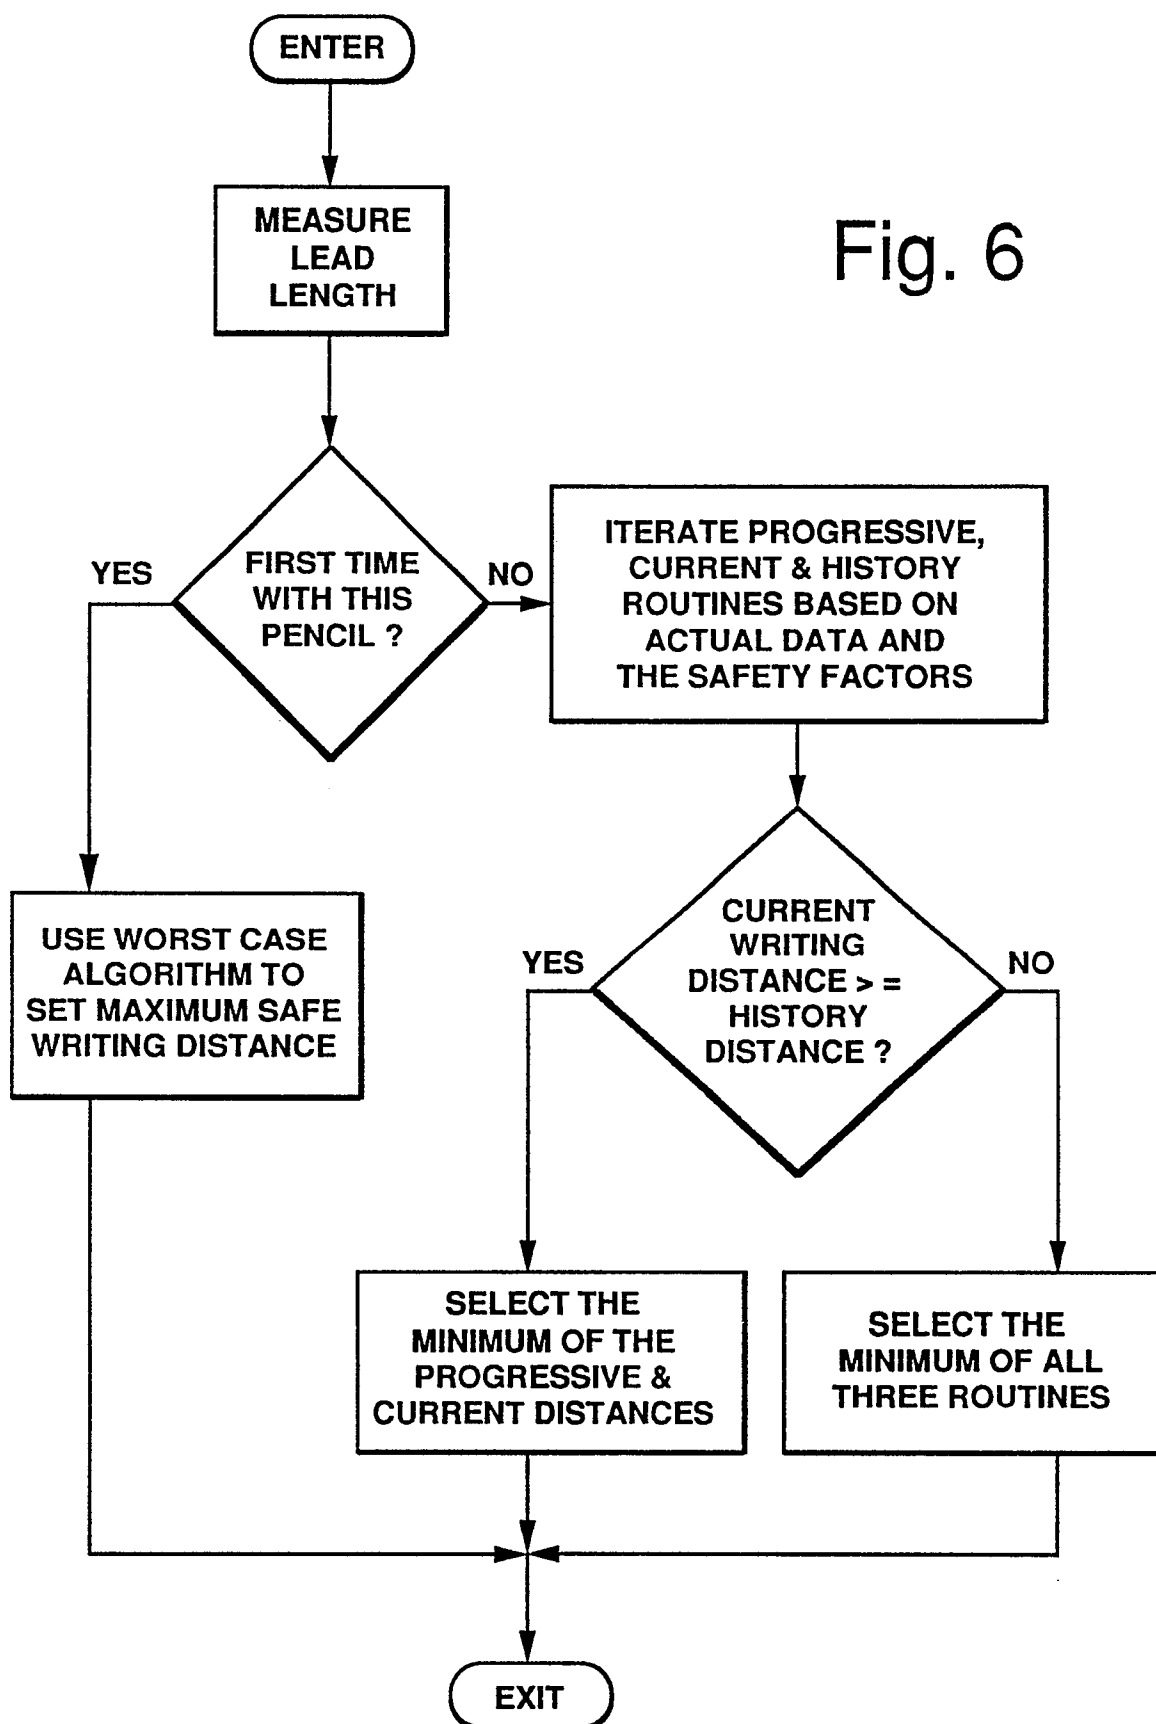 ENTER
MEASURE
LEAD
LENGTH
Fig. 6
FIRST TIME
WITH THIS
PENCIL ?
YES
NO
ITERATE PROGRESSIVE,
CURRENT & HISTORY
ROUTINES BASED ON
ACTUAL DATA AND
THE SAFETY FACTORS
USE WORST CASE
ALGORITHM TO
SET MAXIMUM SAFE
WRITING DISTANCE
CURRENT
WRITING
DISTANCE > =
HISTORY
DISTANCE ?
YES
NO
SELECT THE
MINIMUM OF THE
PROGRESSIVE &
CURRENT DISTANCES
SELECT THE
MINIMUM OF ALL
THREE ROUTINES
EXIT